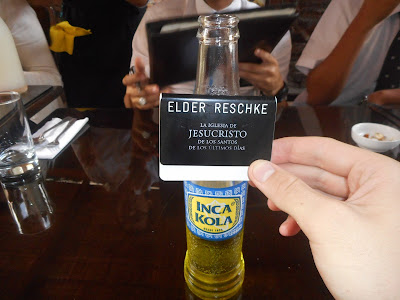 ELDER RESCHKE
LA IGLESIA DE
JESUCRISTO
DE LOS SANTOS
DE LOS ÚLTIMOS DÍAS
INCA
KOLA